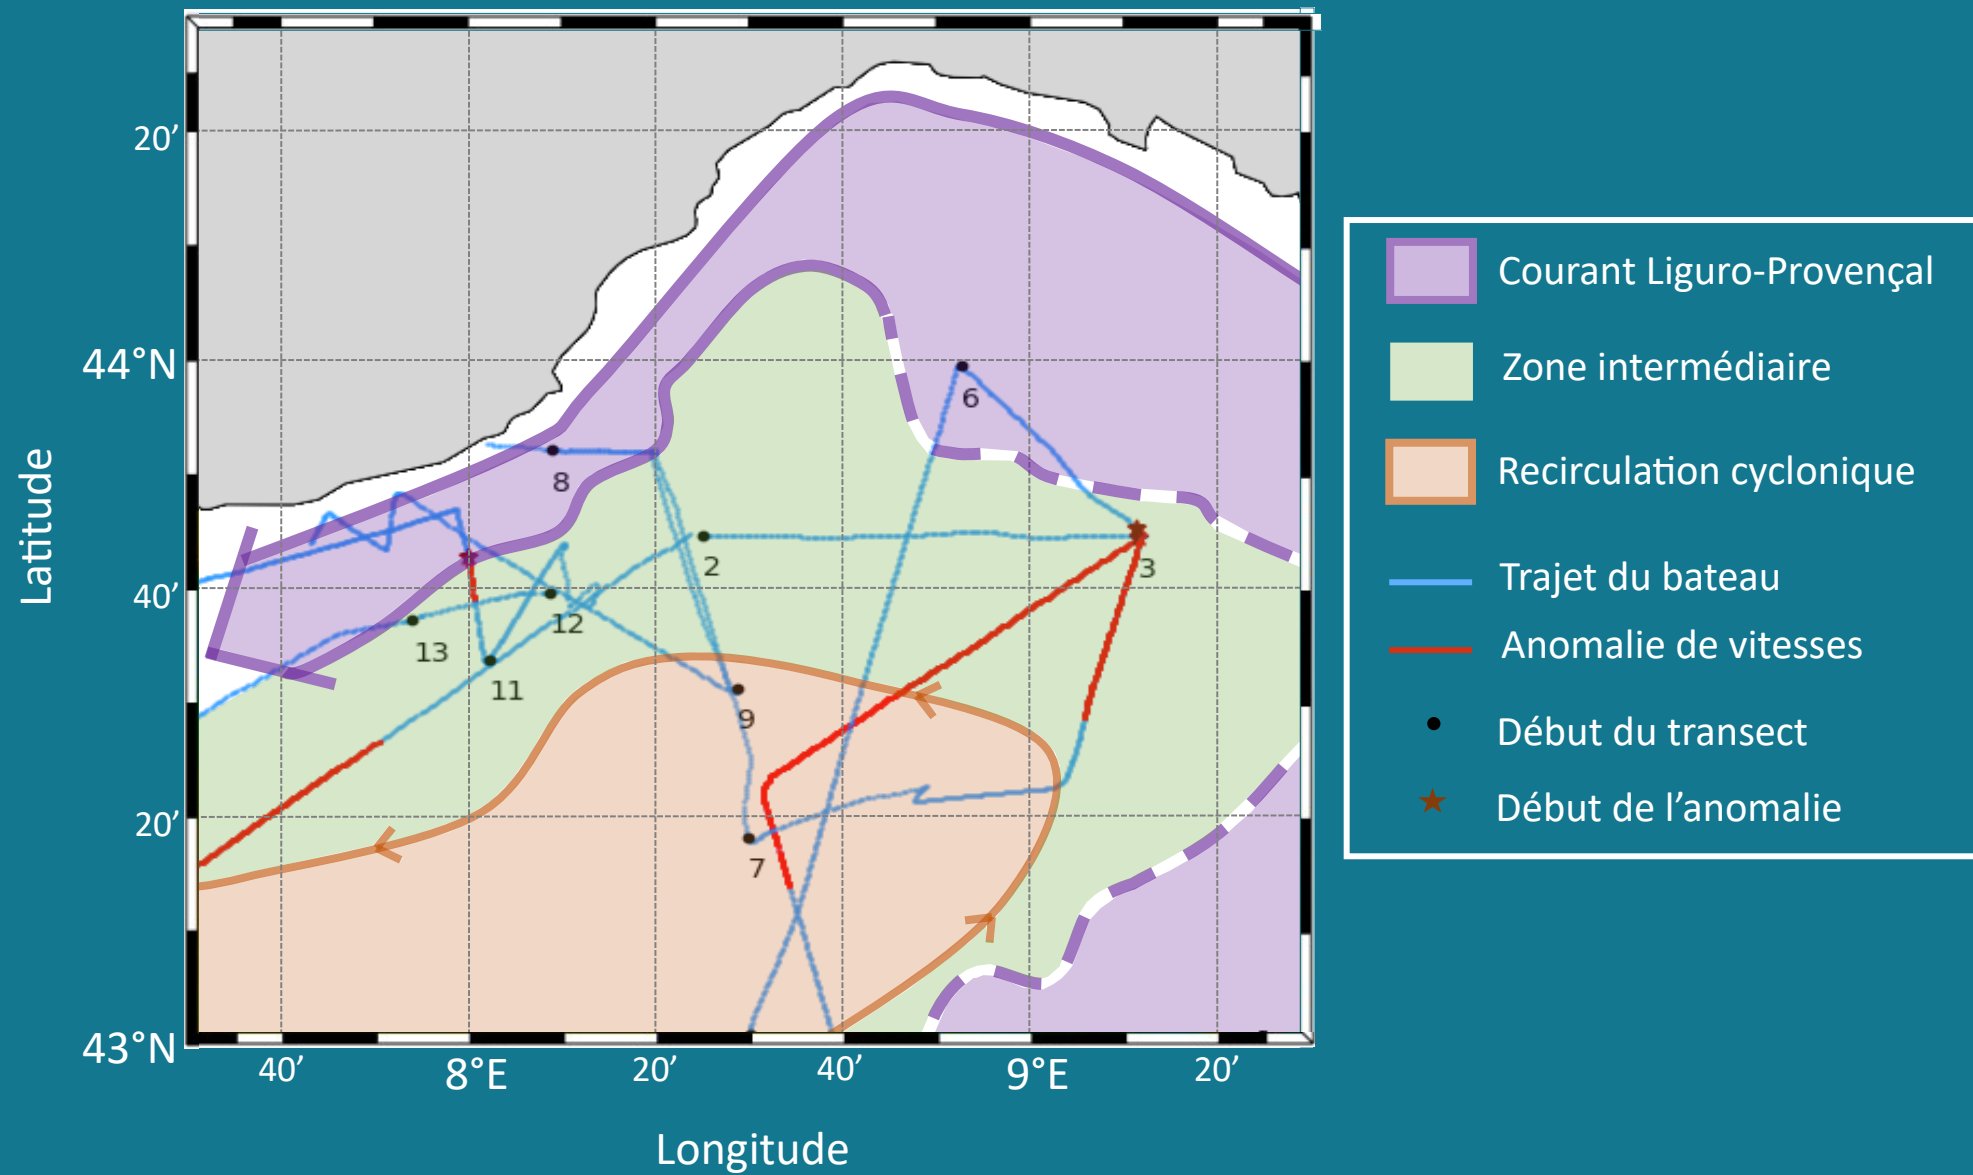 20’
44°N
40’
20’
43°N
Latitude
40’
8°E
20’
40’
9°E
20’
Longitude
6
8
2
3
12
13
11
9
7
Courant Liguro-Provençal
Zone intermédiaire
Recirculation cyclonique
Trajet du bateau
Anomalie de vitesses
Début du transect
Début de l’anomalie